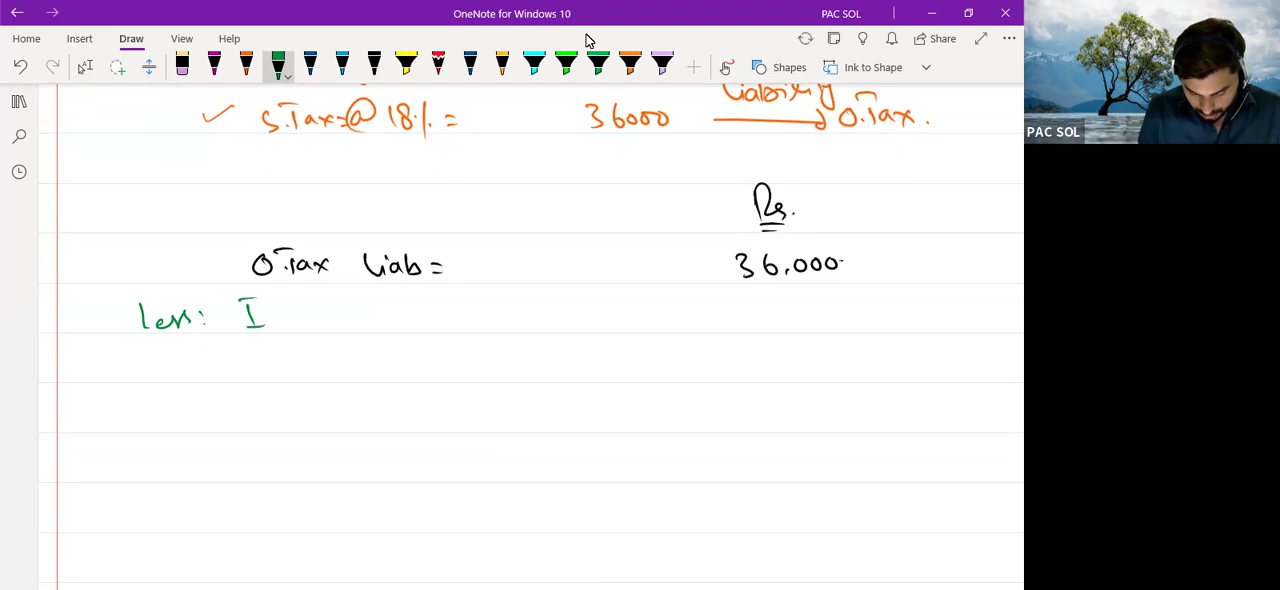 OneNote for Windows 10
PAC SOL
Home Insert Draw View Help
Share
Shapes
Ink to Shape
liability
S.Tax @ 18% = 36000 O.Tax.
PAC SOL
Rs.
O.Tax Liab = 36,000
Less: I